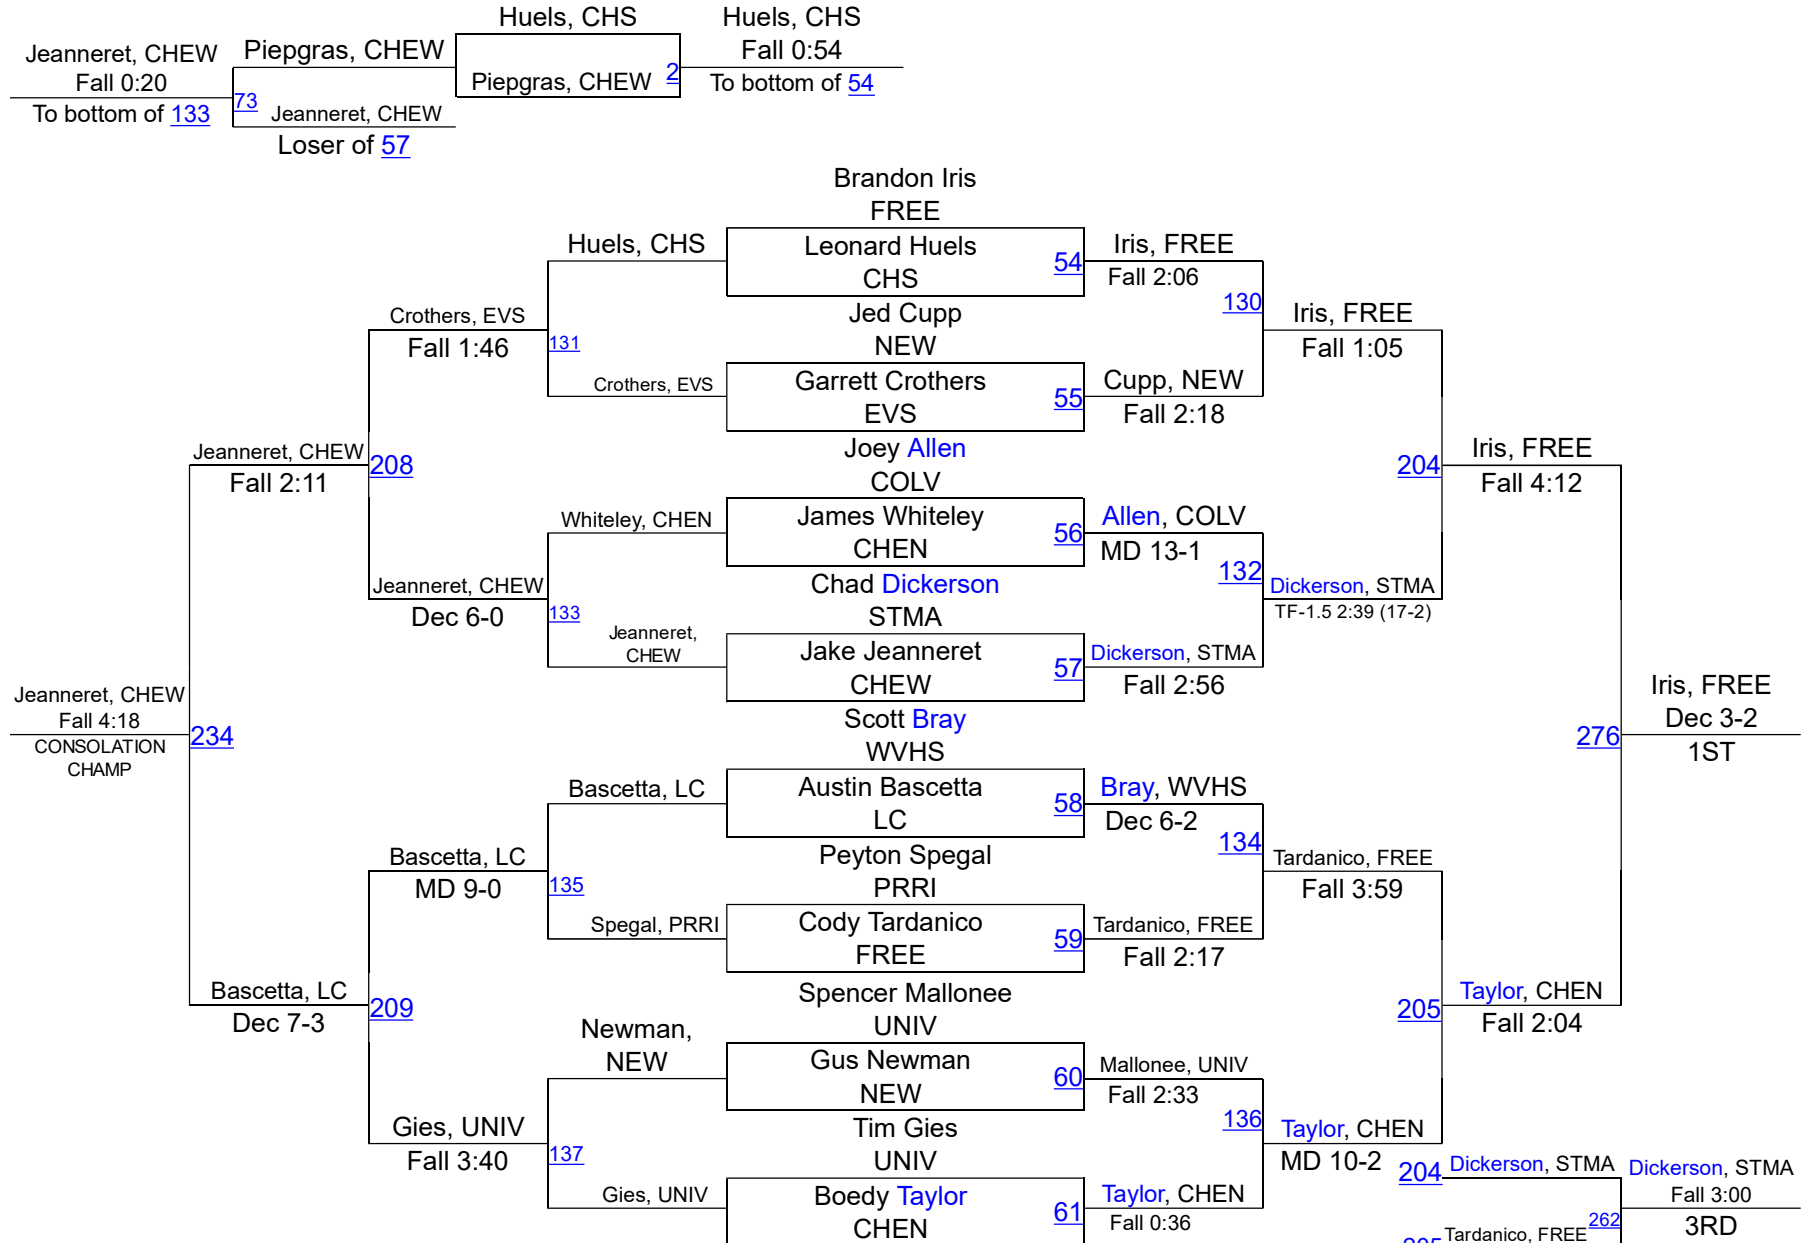 Huels, CHS
Huels, CHS
Jeanneret, CHEW
Piepgras, CHEW
Fall 0:54
Fall 0:20
Piepgras, CHEW 2
To bottom of 54
To bottom of 133
73
Jeanneret, CHEW
Loser of 57
Brandon Iris
FREE
Huels, CHS
Leonard Huels
CHS
54
Iris, FREE
Fall 2:06
130
Crothers, EVS
Fall 1:46
131
Jed Cupp
NEW
Iris, FREE
Fall 1:05
Crothers, EVS
Garrett Crothers
EVS
55
Cupp, NEW
Fall 2:18
Jeanneret, CHEW
Fall 2:11
208
Joey Allen
COLV
204
Iris, FREE
Fall 4:12
Whiteley, CHEN
James Whiteley
CHEN
56
Allen, COLV
MD 13-1
132
Jeanneret, CHEW
Dec 6-0
133
Chad Dickerson
STMA
Dickerson, STMA
TF-1.5 2:39 (17-2)
Jeanneret,
CHEW
Jake Jeanneret
CHEW
57
Dickerson, STMA
Fall 2:56
Jeanneret, CHEW
Fall 4:18
CONSOLATION
CHAMP
234
Scott Bray
WVHS
276
Iris, FREE
Dec 3-2
1ST
Bascetta, LC
Austin Bascetta
LC
58
Bray, WVHS
Dec 6-2
134
Bascetta, LC
MD 9-0
135
Peyton Spegal
PRRI
Tardanico, FREE
Fall 3:59
Spegal, PRRI
Cody Tardanico
FREE
59
Tardanico, FREE
Fall 2:17
Bascetta, LC
Dec 7-3
209
Spencer Mallonee
UNIV
205
Taylor, CHEN
Fall 2:04
Newman,
NEW
Gus Newman
NEW
60
Mallonee, UNIV
Fall 2:33
136
Gies, UNIV
Fall 3:40
137
Tim Gies
UNIV
Taylor, CHEN
MD 10-2
Gies, UNIV
Boedy Taylor
CHEN
61
Taylor, CHEN
Fall 0:36
204
Dickerson, STMA
Dickerson, STMA
Fall 3:00
3RD
262
205
Tardanico, FREE